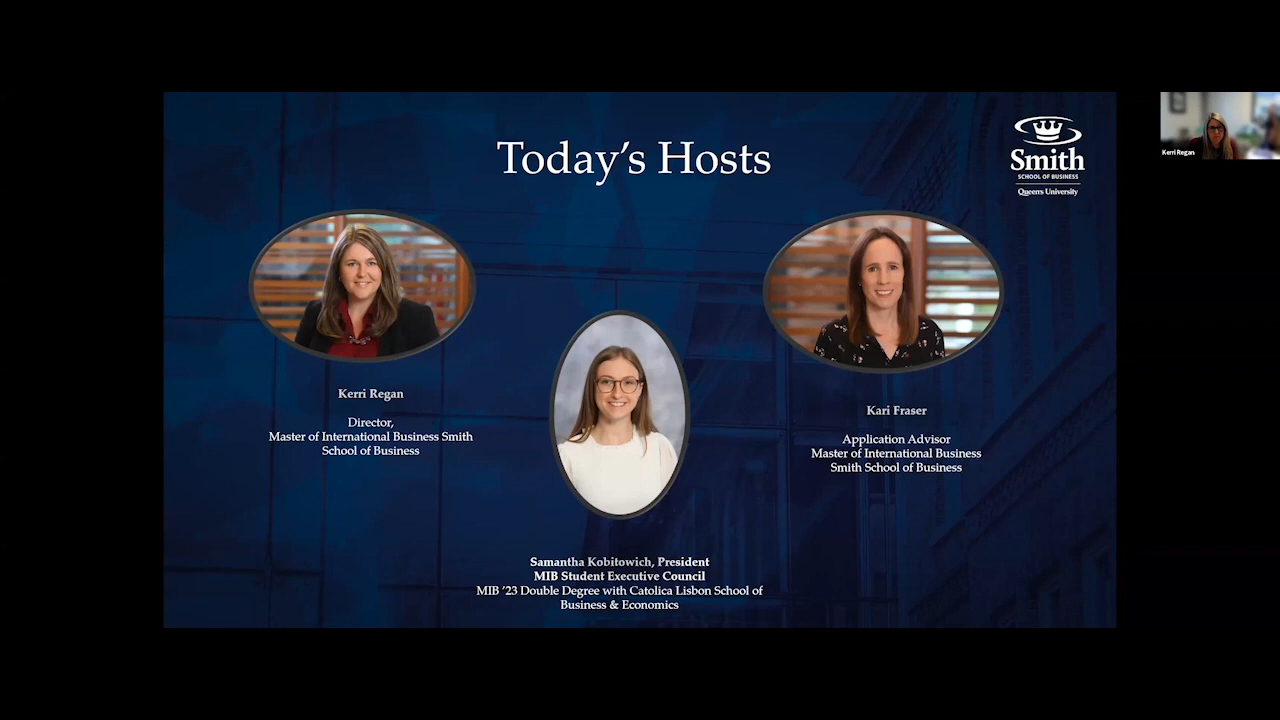 Today's Hosts
Smith
SCHOOL OF BUSINESS
Queen's University
Kerri Regan
Kerri Regan
Director,
Master of International Business Smith
School of Business
Kari Fraser
Application Advisor
Master of International Business
Smith School of Business
Samantha Kobitowich, President
MIB Student Executive Council
MIB '23 Double Degree with Catolica Lisbon School of
Business & Economics